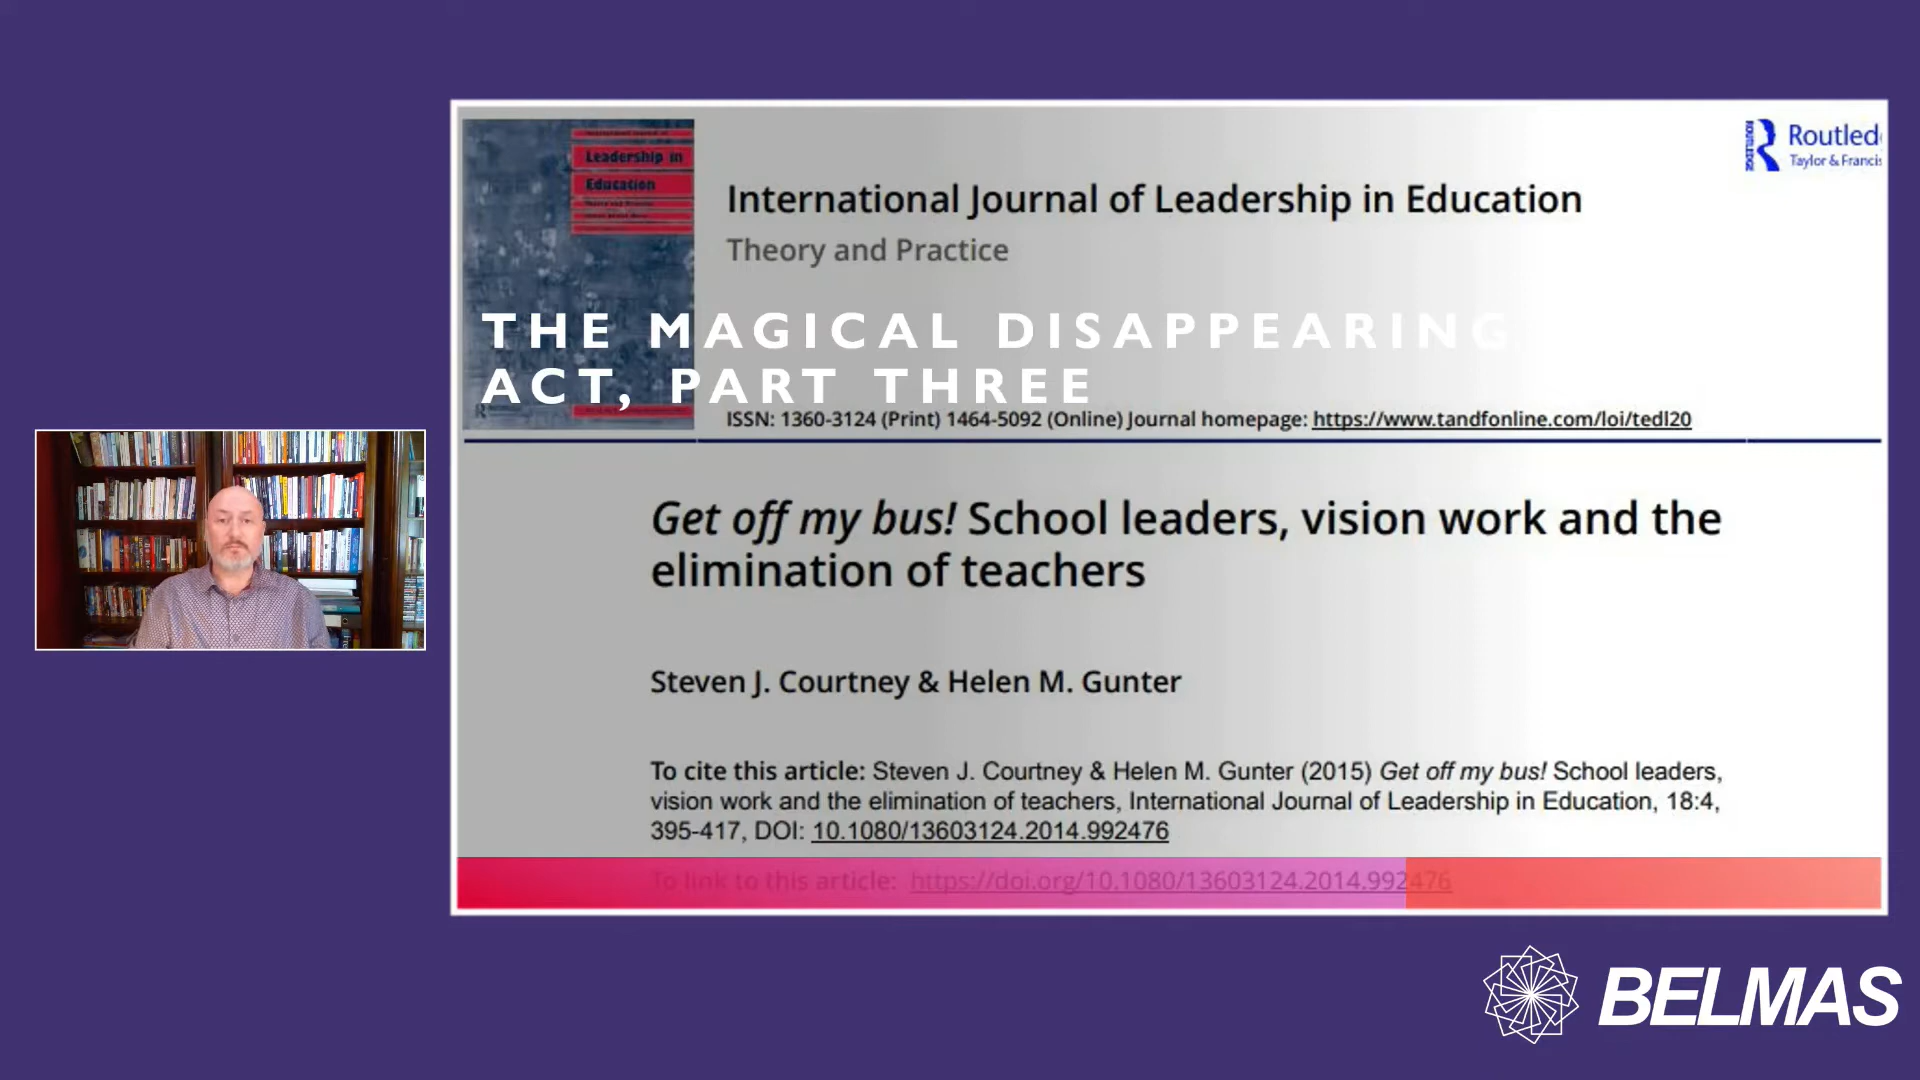 Leadership in
Education
Routled
Taylor & Francis
ROUTLEDGE
International Journal of Leadership in Education
Theory and Practice
THE MAGICAL DISAPPEARING
ACT, PART THREE
ISSN: 1360-3124 (Print) 1464-5092 (Online) Journal homepage: https://www.tandfonline.com/loi/tedl20
Get off my bus! School leaders, vision work and the
elimination of teachers
Steven J. Courtney & Helen M. Gunter
To cite this article: Steven J. Courtney & Helen M. Gunter (2015) Get off my bus! School leaders,
vision work and the elimination of teachers, International Journal of Leadership in Education, 18:4,
395-417, DOI: 10.1080/13603124.2014.992476
To link to this article: https://doi.org/10.1080/13603124.2014.992476
BELMAS